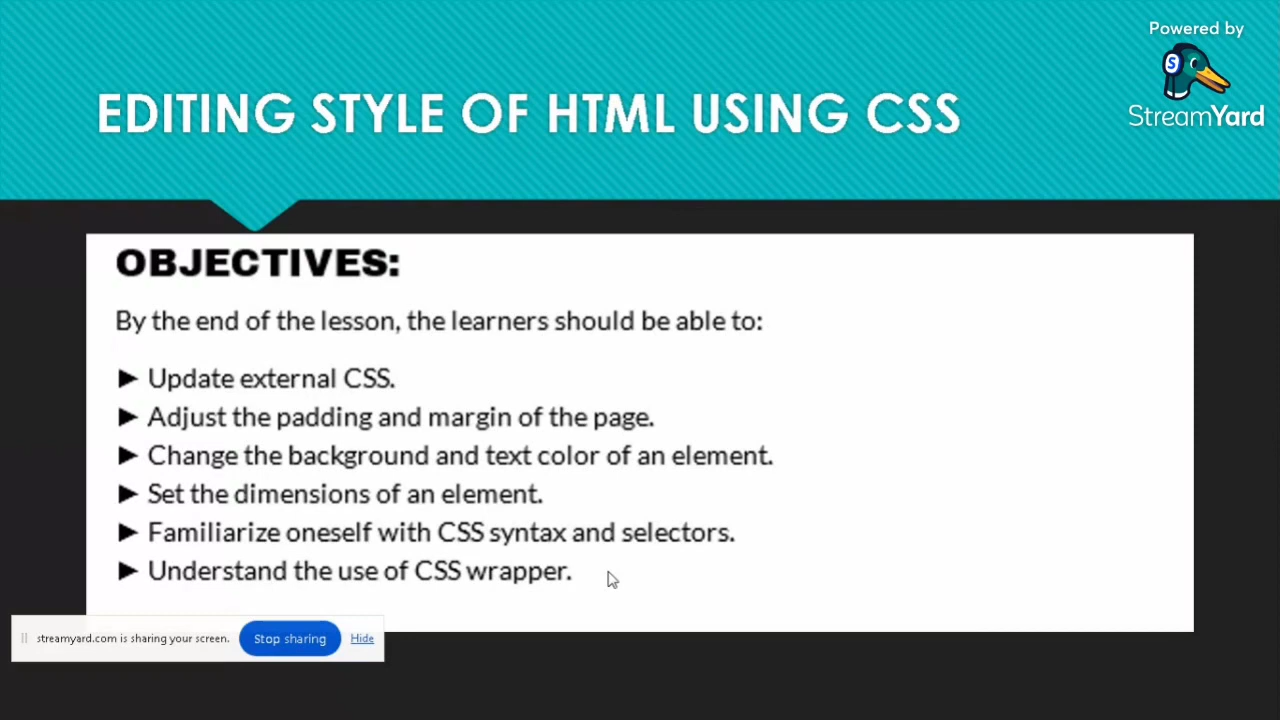 Powered by
S
StreamYard
EDITING STYLE OF HTML USING CSS
OBJECTIVES:
By the end of the lesson, the learners should be able to:
► Update external CSS.
► Adjust the padding and margin of the page.
► Change the background and text color of an element.
► Set the dimensions of an element.
► Familiarize oneself with CSS syntax and selectors.
► Understand the use of CSS wrapper.
streamyard.com is sharing your screen. Stop sharing Hide